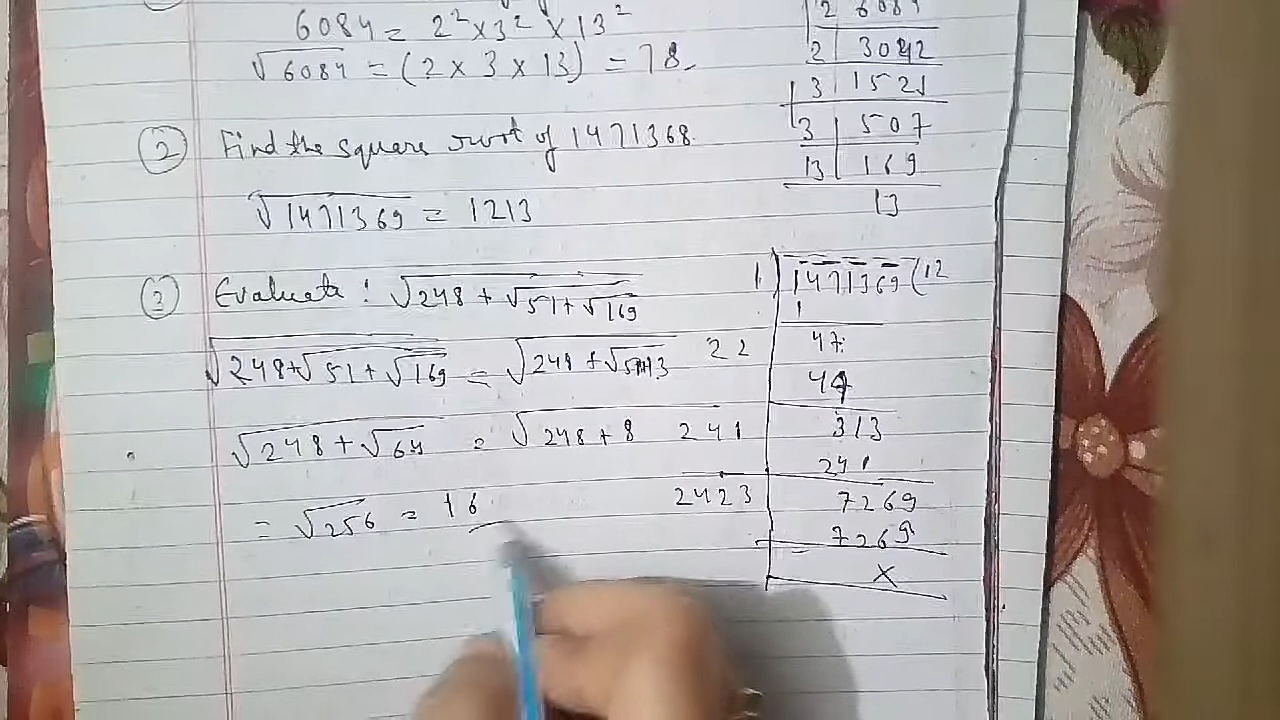 6084 = 2² × 3² × 13²
√6084 = (2 × 3 × 13) = 78
2 | 6084
2 | 3042
3 | 1521
3 | 507
13 | 169
13
② Find the square root of 1471368
√1471369 = 1213
③ Evaluate : √248 + √51 + √169
√248 + √51 + √169 = √248 + √51+13
√248 + √64 = √248 + 8
= √256 = 16
1 ) 1471369 ( 12
1
22 47
44
241 313
241
2423 7269
7269
×